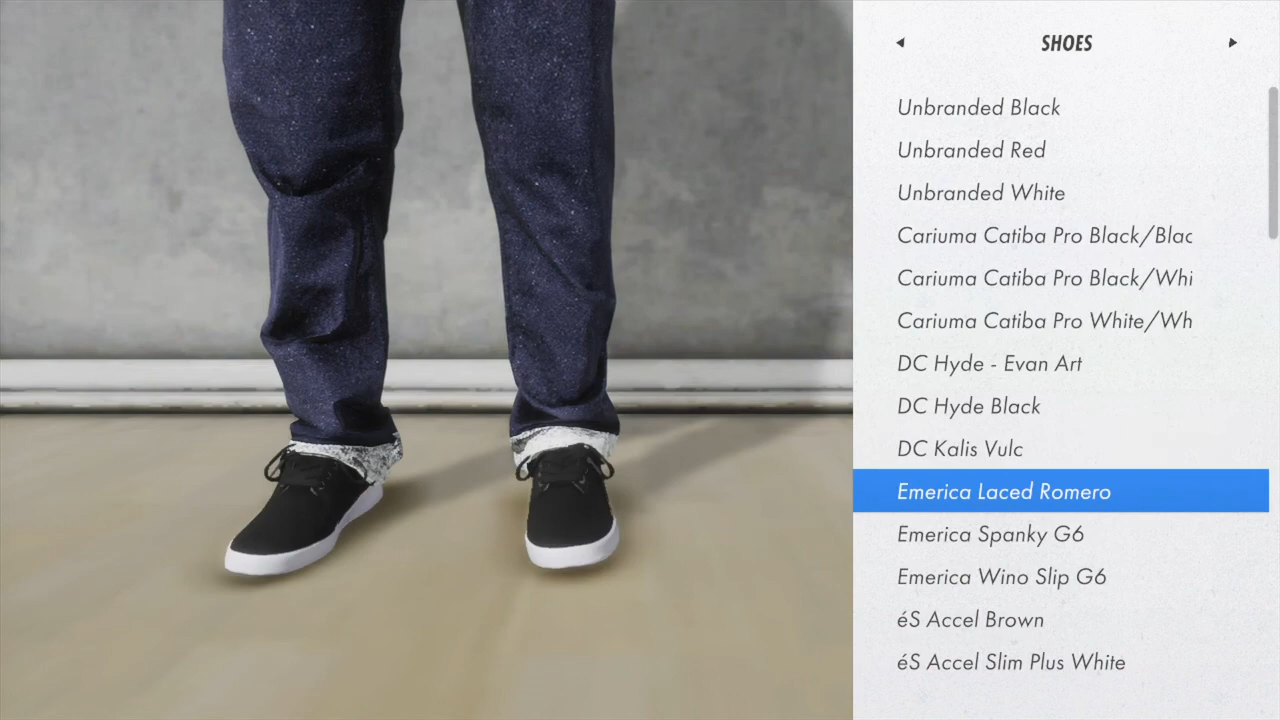 SHOES
Unbranded Black
Unbranded Red
Unbranded White
Cariuma Catiba Pro Black/Blac
Cariuma Catiba Pro Black/Whi
Cariuma Catiba Pro White/Wh
DC Hyde - Evan Art
DC Hyde Black
DC Kalis Vulc
Emerica Laced Romero
Emerica Spanky G6
Emerica Wino Slip G6
éS Accel Brown
éS Accel Slim Plus White